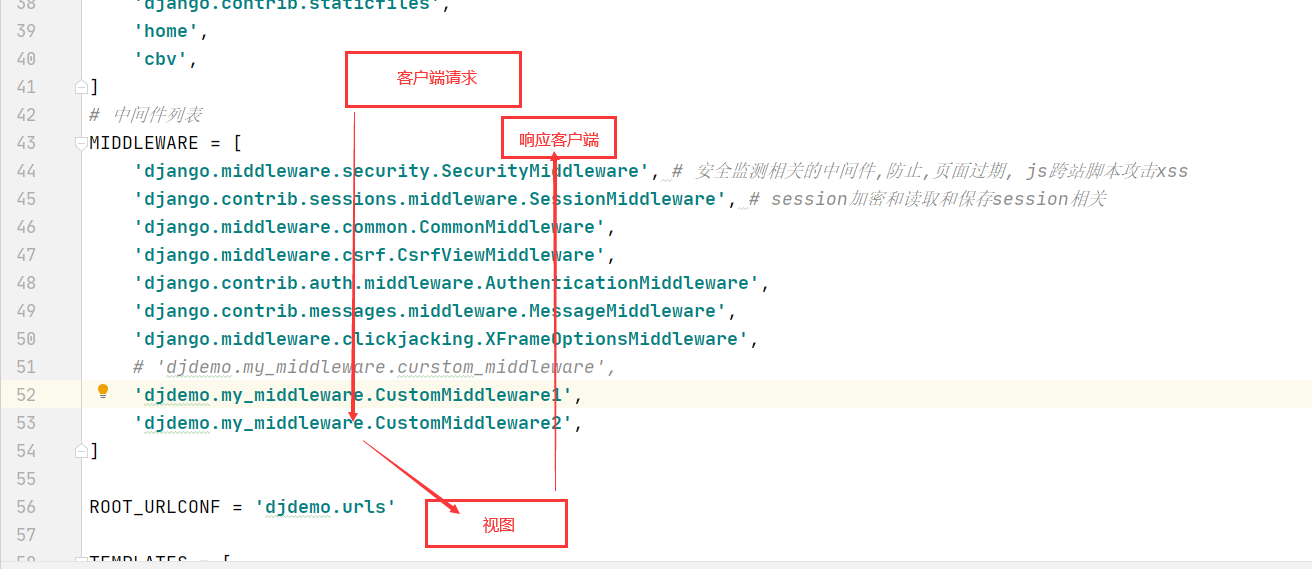 38 'django.contrib.staticfiles',
39 'home',
40 'cbv',
客户端请求
41 ]
42 # 中间件列表
43 MIDDLEWARE = [
响应客户端
44 'django.middleware.security.SecurityMiddleware', # 安全监测相关的中间件,防止,页面过期, js跨站脚本攻击xss
45 'django.contrib.sessions.middleware.SessionMiddleware', # session加密和读取和保存session相关
46 'django.middleware.common.CommonMiddleware',
47 'django.middleware.csrf.CsrfViewMiddleware',
48 'django.contrib.auth.middleware.AuthenticationMiddleware',
49 'django.contrib.messages.middleware.MessageMiddleware',
50 'django.middleware.clickjacking.XFrameOptionsMiddleware',
51 # 'djdemo.my_middleware.curstom_middleware',
52 'djdemo.my_middleware.CustomMiddleware1',
53 'djdemo.my_middleware.CustomMiddleware2',
54 ]
55
56 ROOT_URLCONF = 'djdemo.urls'
视图
57
58 TEMPLATES = [